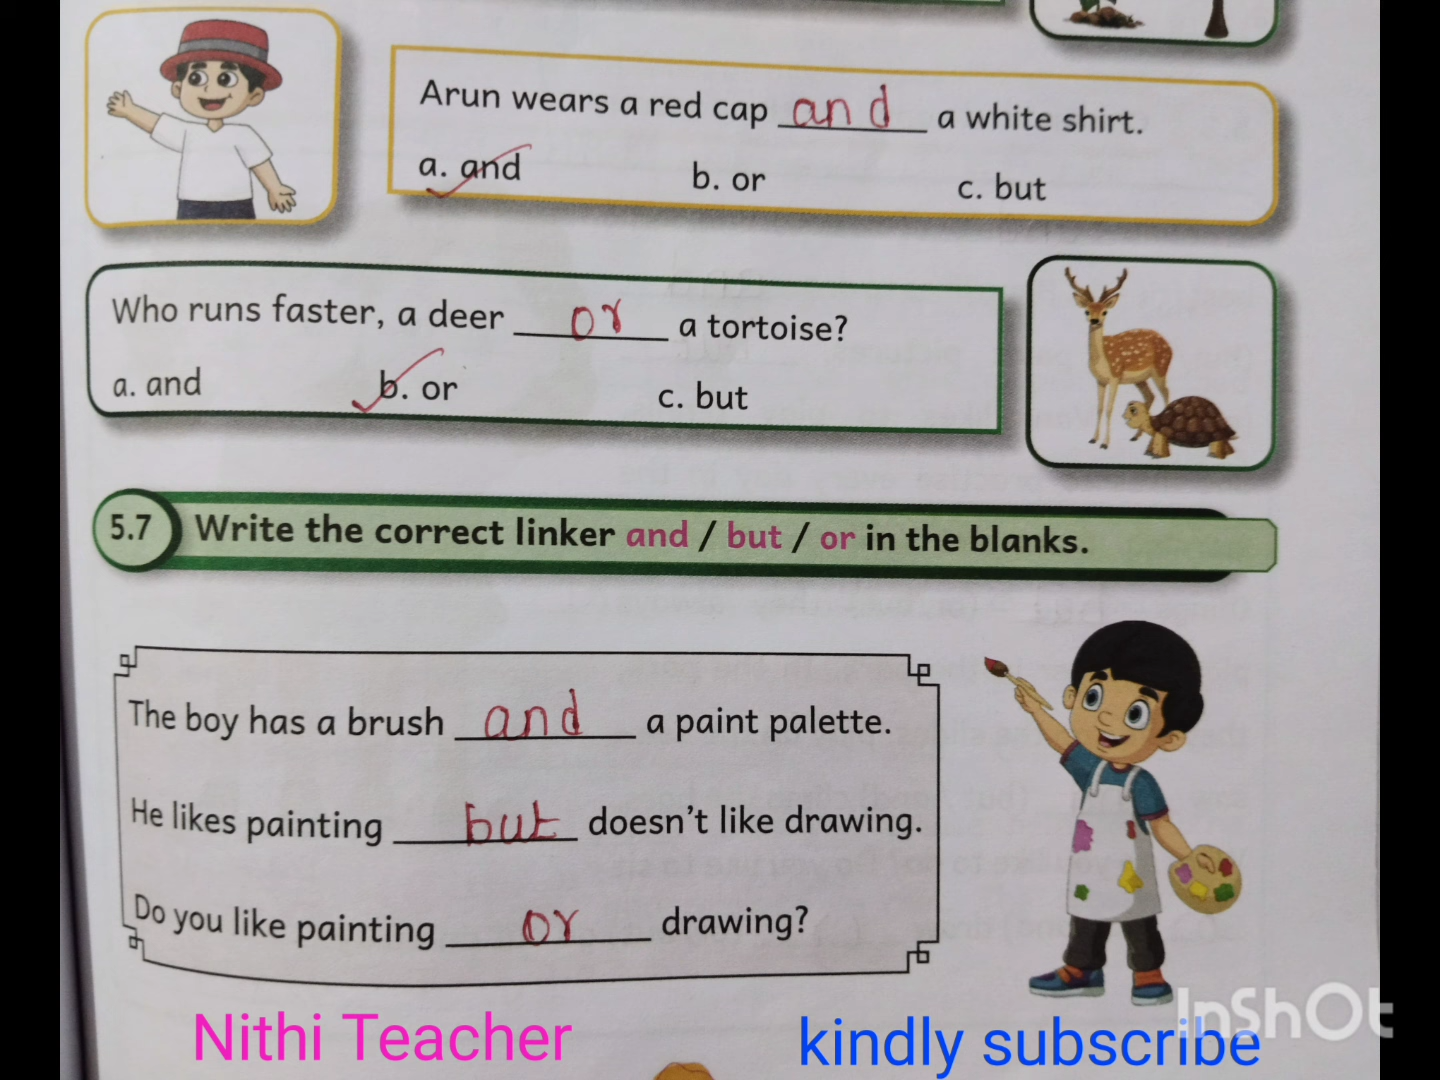 Arun wears a red cap and a white shirt.
a. and b. or c. but
Who runs faster, a deer or a tortoise?
a. and b. or c. but
5.7 Write the correct linker and / but / or in the blanks.
The boy has a brush and a paint palette.
He likes painting but doesn't like drawing.
Do you like painting or drawing?
Nithi Teacher kindly subscribe
InShOt